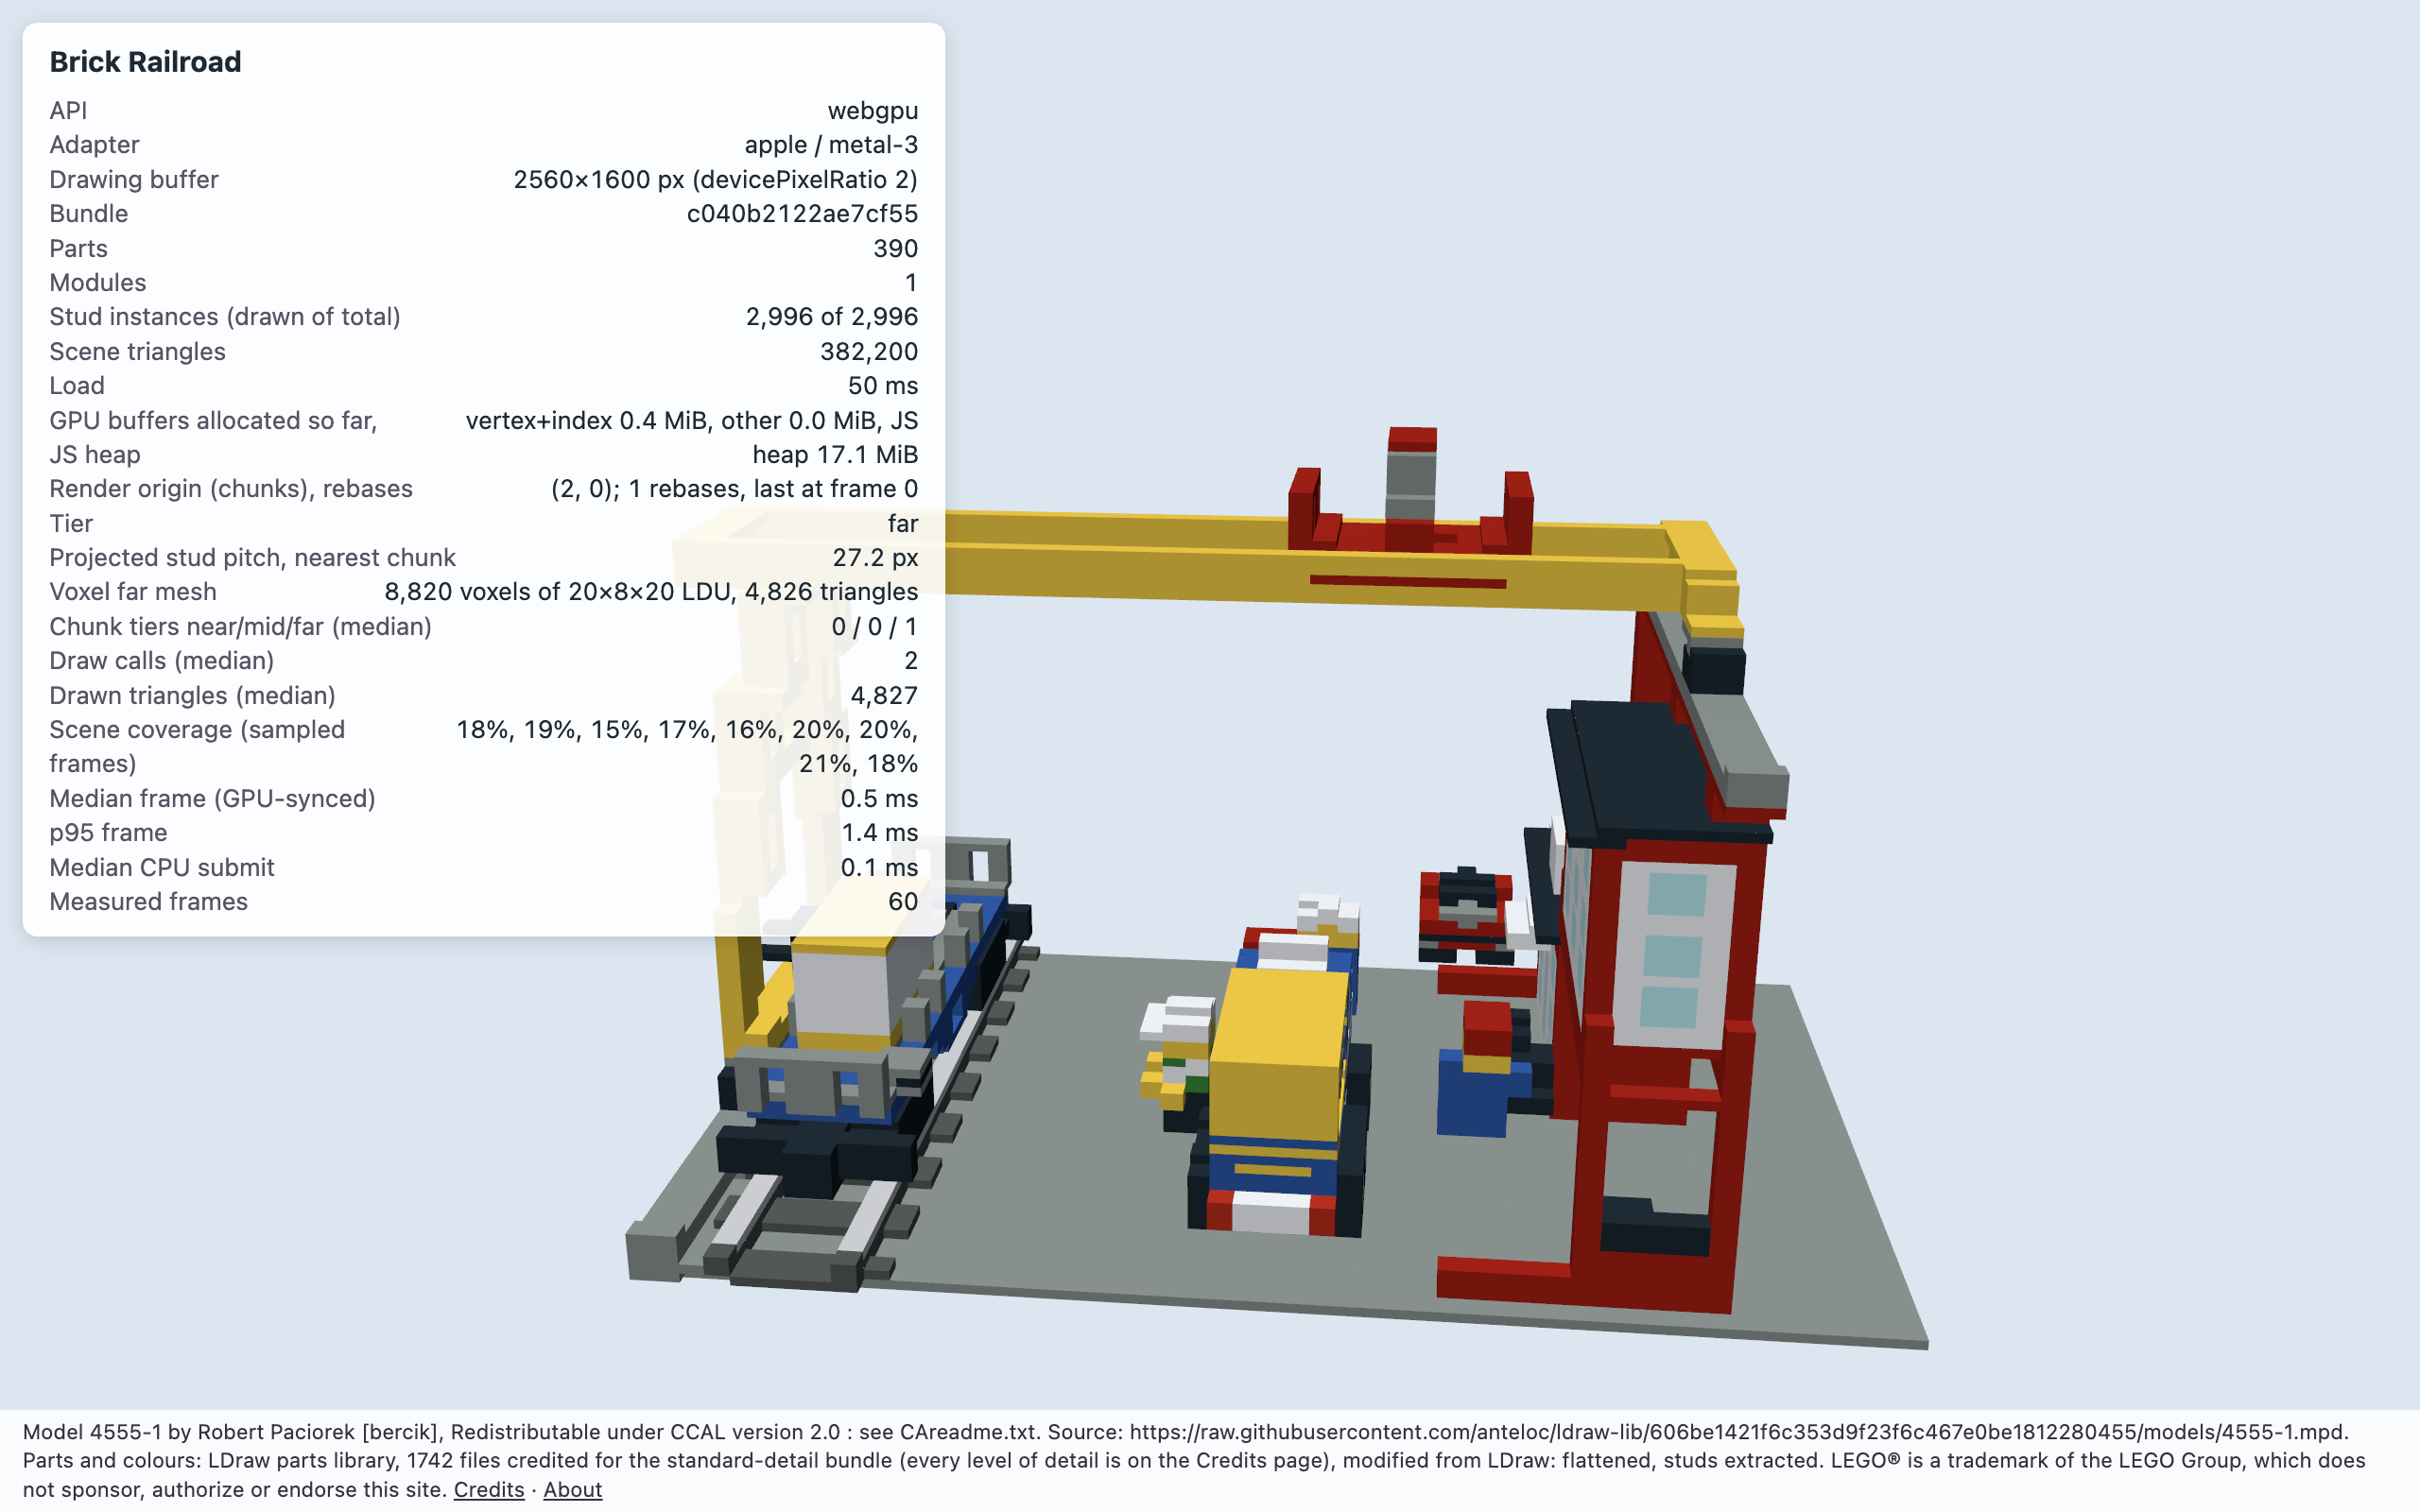 Brick Railroad
API webgpu
Adapter apple / metal-3
Drawing buffer 2560×1600 px (devicePixelRatio 2)
Bundle c040b2122ae7cf55
Parts 390
Modules 1
Stud instances (drawn of total) 2,996 of 2,996
Scene triangles 382,200
Load 50 ms
GPU buffers allocated so far, vertex+index 0.4 MiB, other 0.0 MiB, JS
JS heap heap 17.1 MiB
Render origin (chunks), rebases (2, 0); 1 rebases, last at frame 0
Tier far
Projected stud pitch, nearest chunk 27.2 px
Voxel far mesh 8,820 voxels of 20×8×20 LDU, 4,826 triangles
Chunk tiers near/mid/far (median) 0 / 0 / 1
Draw calls (median) 2
Drawn triangles (median) 4,827
Scene coverage (sampled 18%, 19%, 15%, 17%, 16%, 20%, 20%,
frames) 21%, 18%
Median frame (GPU-synced) 0.5 ms
p95 frame 1.4 ms
Median CPU submit 0.1 ms
Measured frames 60
Model 4555-1 by Robert Paciorek [bercik], Redistributable under CCAL version 2.0 : see CAreadme.txt. Source: https://raw.githubusercontent.com/anteloc/ldraw-lib/606be1421f6c353d9f23f6c467e0be1812280455/models/4555-1.mpd.
Parts and colours: LDraw parts library, 1742 files credited for the standard-detail bundle (every level of detail is on the Credits page), modified from LDraw: flattened, studs extracted. LEGO® is a trademark of the LEGO Group, which does
not sponsor, authorize or endorse this site. Credits · About